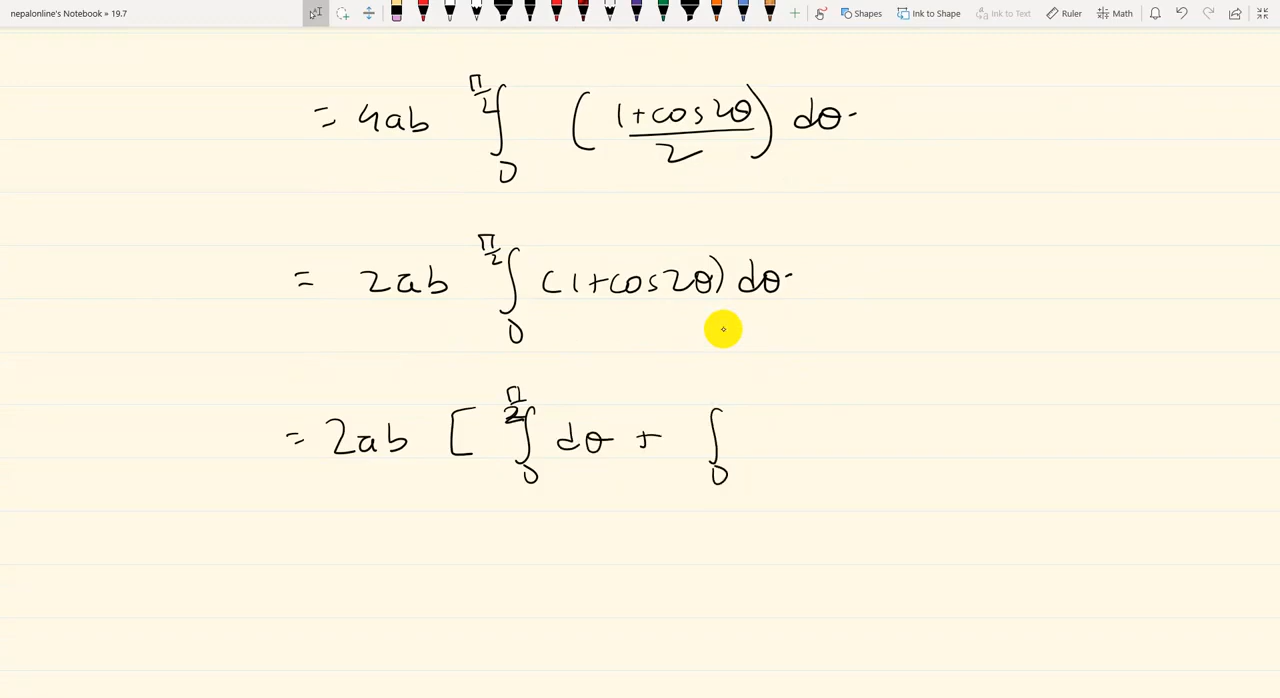 nepalonline's Notebook » 19.7
Shapes Ink to Shape Ink to Text Ruler Math
= 4ab ∫₀^(π/2) ( (1+cos2θ)/2 ) dθ.
= 2ab ∫₀^(π/2) (1+cos2θ) dθ.
= 2ab [ ∫₀^(π/2) dθ + ∫₀